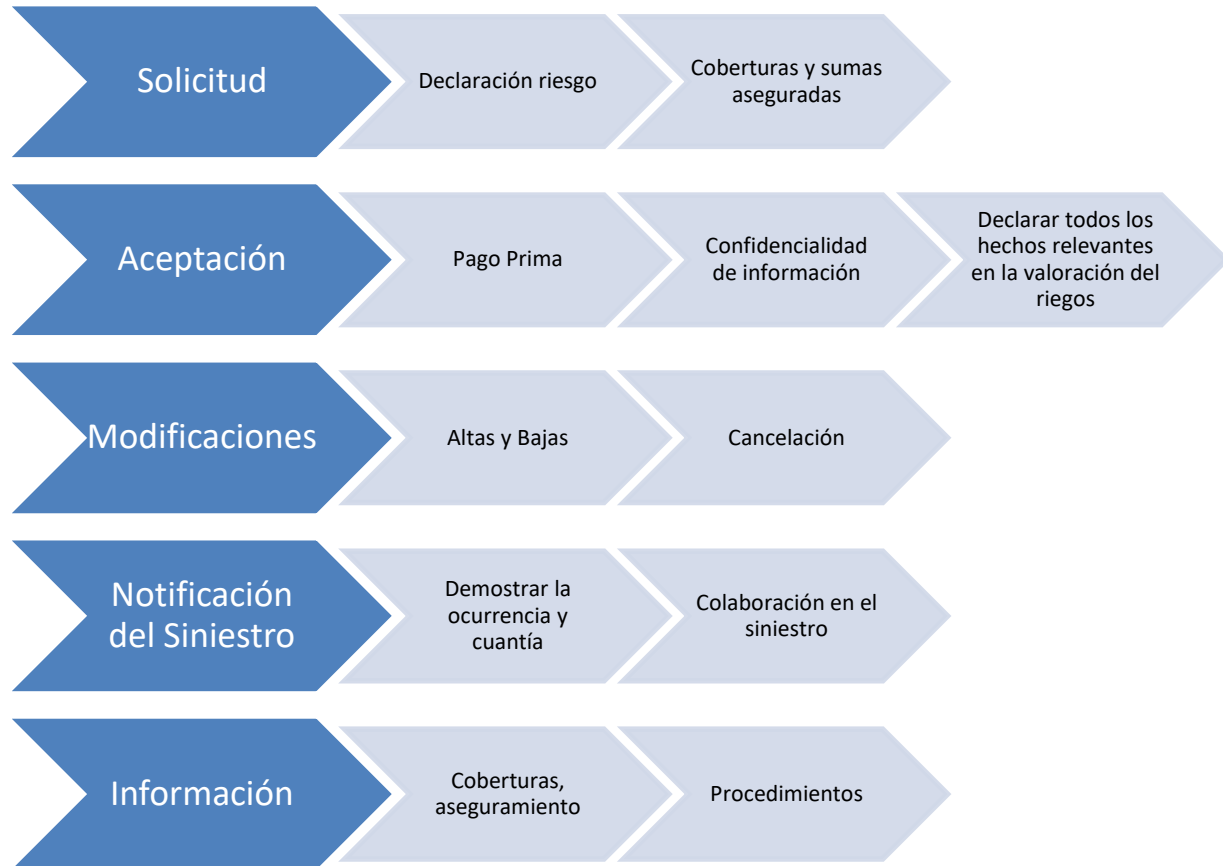 Solicitud
Declaración riesgo
Coberturas y sumas
aseguradas
Aceptación
Pago Prima
Confidencialidad
de información
Declarar todos los
hechos relevantes
en la valoración del
riegos
Modificaciones
Altas y Bajas
Cancelación
Notificación
del Siniestro
Demostrar la
ocurrencia y
cuantía
Colaboración en el
siniestro
Información
Coberturas,
aseguramiento
Procedimientos